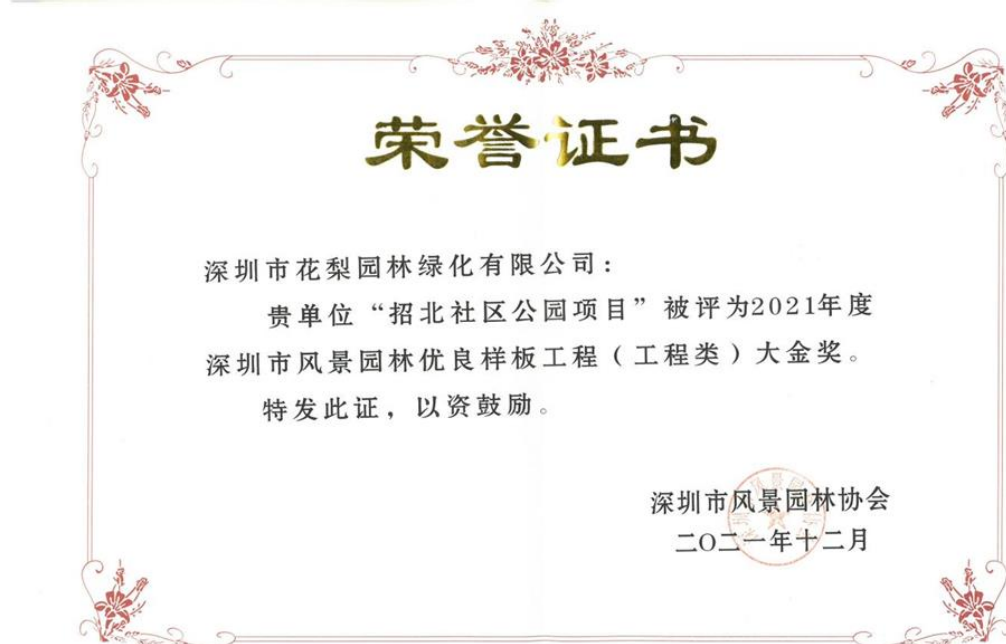 荣誉证书
深圳市花梨园林绿化有限公司：
贵单位“招北社区公园项目”被评为2021年度
深圳市风景园林优良样板工程（工程类）大金奖。
特发此证，以资鼓励。
深圳市风景园林协会
二〇二一年十二月